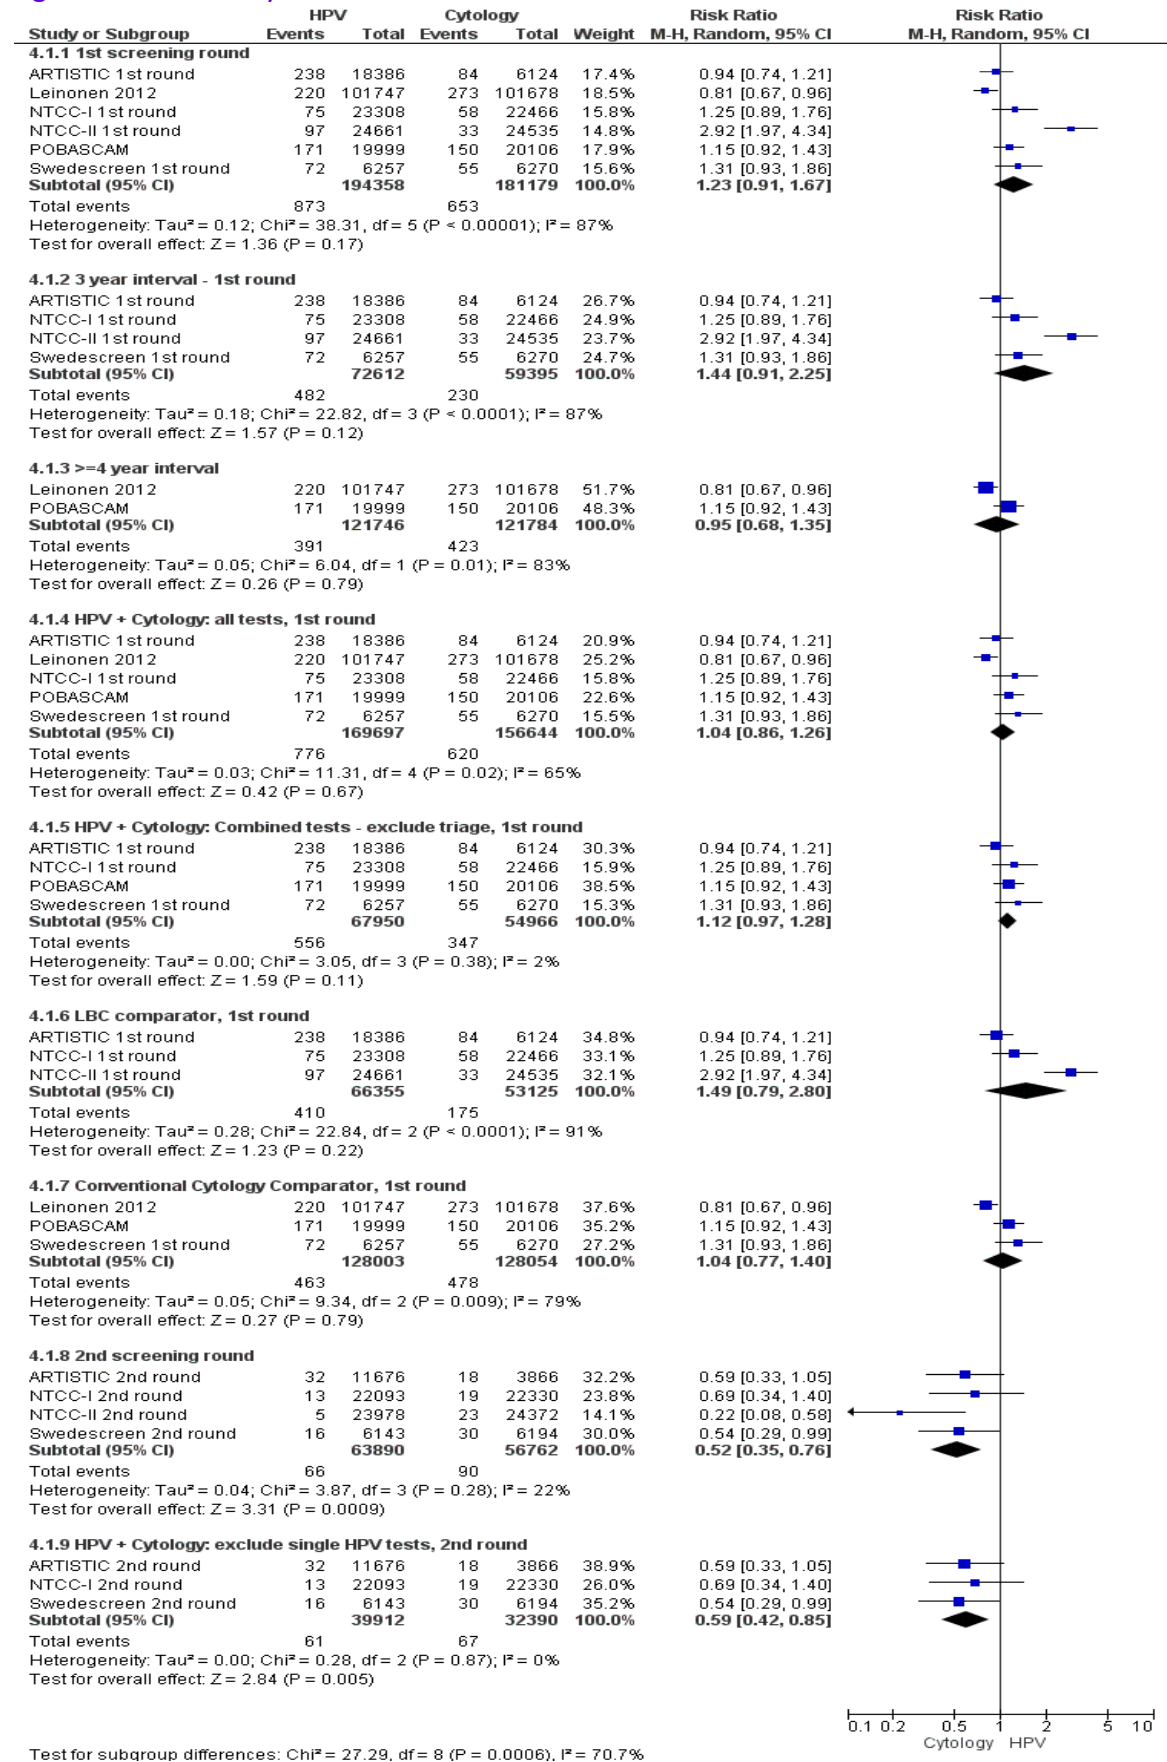 HPV Cytology Risk Ratio Risk Ratio
Study or Subgroup Events Total Events Total Weight M-H, Random, 95% CI M-H, Random, 95% CI
4.1.1 1st screening round
ARTISTIC 1st round 238 18386 84 6124 17.4% 0.94 [0.74, 1.21]
Leinonen 2012 220 101747 273 101678 18.5% 0.81 [0.67, 0.96]
NTCC-I 1st round 75 23308 58 22466 15.8% 1.25 [0.89, 1.76]
NTCC-II 1st round 97 24661 33 24535 14.8% 2.92 [1.97, 4.34]
POBASCAM 171 19999 150 20106 17.9% 1.15 [0.92, 1.43]
Swedescreen 1st round 72 6257 55 6270 15.6% 1.31 [0.93, 1.86]
Subtotal (95% CI) 194358 181179 100.0% 1.23 [0.91, 1.67]
Total events 873 653
Heterogeneity: Tau² = 0.12; Chi² = 38.31, df = 5 (P < 0.00001); I² = 87%
Test for overall effect: Z = 1.36 (P = 0.17)
4.1.2 3 year interval - 1st round
ARTISTIC 1st round 238 18386 84 6124 26.7% 0.94 [0.74, 1.21]
NTCC-I 1st round 75 23308 58 22466 24.9% 1.25 [0.89, 1.76]
NTCC-II 1st round 97 24661 33 24535 23.7% 2.92 [1.97, 4.34]
Swedescreen 1st round 72 6257 55 6270 24.7% 1.31 [0.93, 1.86]
Subtotal (95% CI) 72612 59395 100.0% 1.44 [0.91, 2.25]
Total events 482 230
Heterogeneity: Tau² = 0.18; Chi² = 22.82, df = 3 (P < 0.0001); I² = 87%
Test for overall effect: Z = 1.57 (P = 0.12)
4.1.3 >=4 year interval
Leinonen 2012 220 101747 273 101678 51.7% 0.81 [0.67, 0.96]
POBASCAM 171 19999 150 20106 48.3% 1.15 [0.92, 1.43]
Subtotal (95% CI) 121746 121784 100.0% 0.95 [0.68, 1.35]
Total events 391 423
Heterogeneity: Tau² = 0.05; Chi² = 6.04, df = 1 (P = 0.01); I² = 83%
Test for overall effect: Z = 0.26 (P = 0.79)
4.1.4 HPV + Cytology: all tests, 1st round
ARTISTIC 1st round 238 18386 84 6124 20.9% 0.94 [0.74, 1.21]
Leinonen 2012 220 101747 273 101678 25.2% 0.81 [0.67, 0.96]
NTCC-I 1st round 75 23308 58 22466 15.8% 1.25 [0.89, 1.76]
POBASCAM 171 19999 150 20106 22.6% 1.15 [0.92, 1.43]
Swedescreen 1st round 72 6257 55 6270 15.5% 1.31 [0.93, 1.86]
Subtotal (95% CI) 169697 156644 100.0% 1.04 [0.86, 1.26]
Total events 776 620
Heterogeneity: Tau² = 0.03; Chi² = 11.31, df = 4 (P = 0.02); I² = 65%
Test for overall effect: Z = 0.42 (P = 0.67)
4.1.5 HPV + Cytology: Combined tests - exclude triage, 1st round
ARTISTIC 1st round 238 18386 84 6124 30.3% 0.94 [0.74, 1.21]
NTCC-I 1st round 75 23308 58 22466 15.9% 1.25 [0.89, 1.76]
POBASCAM 171 19999 150 20106 38.5% 1.15 [0.92, 1.43]
Swedescreen 1st round 72 6257 55 6270 15.3% 1.31 [0.93, 1.86]
Subtotal (95% CI) 67950 54966 100.0% 1.12 [0.97, 1.28]
Total events 556 347
Heterogeneity: Tau² = 0.00; Chi² = 3.05, df = 3 (P = 0.38); I² = 2%
Test for overall effect: Z = 1.59 (P = 0.11)
4.1.6 LBC comparator, 1st round
ARTISTIC 1st round 238 18386 84 6124 34.8% 0.94 [0.74, 1.21]
NTCC-I 1st round 75 23308 58 22466 33.1% 1.25 [0.89, 1.76]
NTCC-II 1st round 97 24661 33 24535 32.1% 2.92 [1.97, 4.34]
Subtotal (95% CI) 66355 53125 100.0% 1.49 [0.79, 2.80]
Total events 410 175
Heterogeneity: Tau² = 0.28; Chi² = 22.84, df = 2 (P < 0.0001); I² = 91%
Test for overall effect: Z = 1.23 (P = 0.22)
4.1.7 Conventional Cytology Comparator, 1st round
Leinonen 2012 220 101747 273 101678 37.6% 0.81 [0.67, 0.96]
POBASCAM 171 19999 150 20106 35.2% 1.15 [0.92, 1.43]
Swedescreen 1st round 72 6257 55 6270 27.2% 1.31 [0.93, 1.86]
Subtotal (95% CI) 128003 128054 100.0% 1.04 [0.77, 1.40]
Total events 463 478
Heterogeneity: Tau² = 0.05; Chi² = 9.34, df = 2 (P = 0.009); I² = 79%
Test for overall effect: Z = 0.27 (P = 0.79)
4.1.8 2nd screening round
ARTISTIC 2nd round 32 11676 18 3866 32.2% 0.59 [0.33, 1.05]
NTCC-I 2nd round 13 22093 19 22330 23.8% 0.69 [0.34, 1.40]
NTCC-II 2nd round 5 23978 23 24372 14.1% 0.22 [0.08, 0.58]
Swedescreen 2nd round 16 6143 30 6194 30.0% 0.54 [0.29, 0.99]
Subtotal (95% CI) 63890 56762 100.0% 0.52 [0.35, 0.76]
Total events 66 90
Heterogeneity: Tau² = 0.04; Chi² = 3.87, df = 3 (P = 0.28); I² = 22%
Test for overall effect: Z = 3.31 (P = 0.0009)
4.1.9 HPV + Cytology: exclude single HPV tests, 2nd round
ARTISTIC 2nd round 32 11676 18 3866 38.9% 0.59 [0.33, 1.05]
NTCC-I 2nd round 13 22093 19 22330 26.0% 0.69 [0.34, 1.40]
Swedescreen 2nd round 16 6143 30 6194 35.2% 0.54 [0.29, 0.99]
Subtotal (95% CI) 39912 32390 100.0% 0.59 [0.42, 0.85]
Total events 61 67
Heterogeneity: Tau² = 0.00; Chi² = 0.28, df = 2 (P = 0.87); I² = 0%
Test for overall effect: Z = 2.84 (P = 0.005)
0.1 0.2 0.5 1 2 5 10
Cytology HPV
Test for subgroup differences: Chi² = 27.29, df = 8 (P = 0.0006), I² = 70.7%